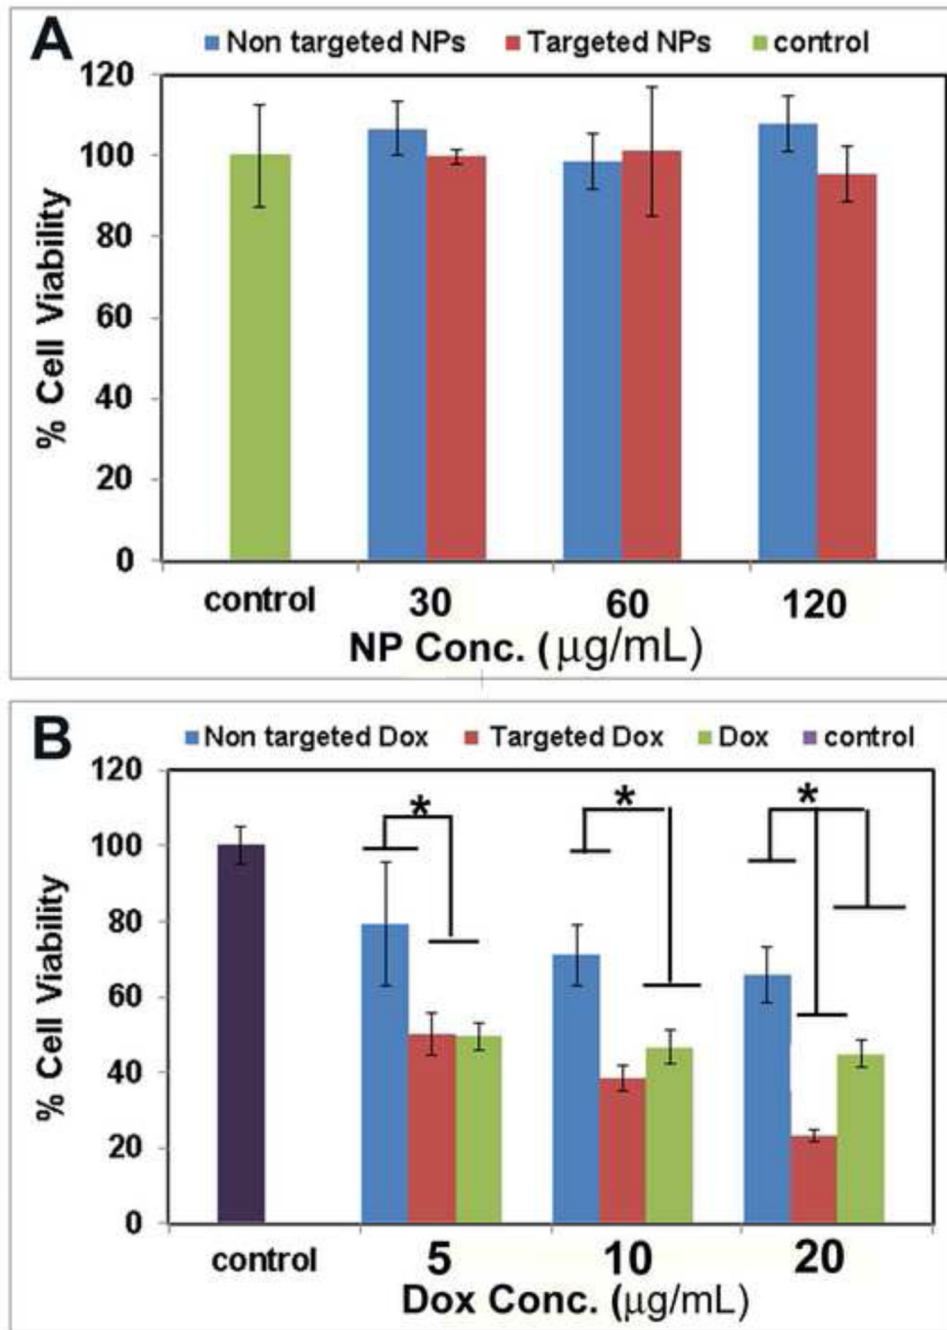 A
Non targeted NPs Targeted NPs control
120
100
80
60
40
20
0
% Cell Viability
control 30 60 120
NP Conc. (μg/mL)
B
Non targeted Dox Targeted Dox Dox control
120
100
80
60
40
20
0
% Cell Viability
* * *
control 5 10 20
Dox Conc. (μg/mL)